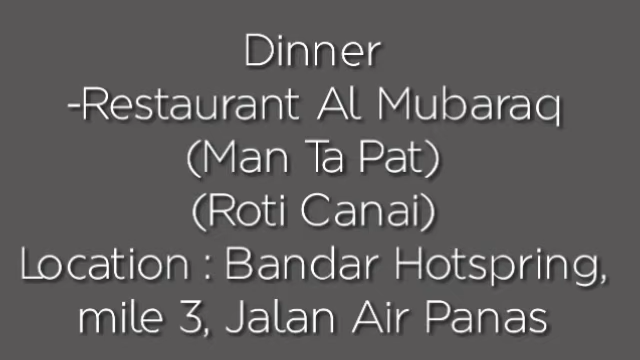 Dinner
-Restaurant Al Mubaraq
(Man Ta Pat)
(Roti Canai)
Location : Bandar Hotspring,
mile 3, Jalan Air Panas